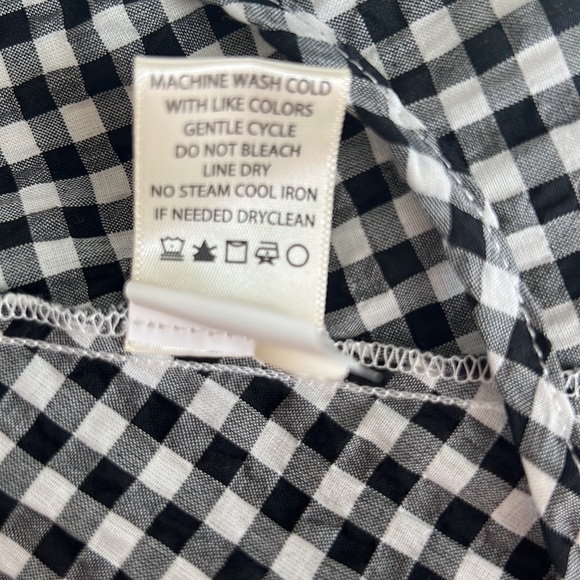 MACHINE WASH COLD
WITH LIKE COLORS
GENTLE CYCLE
DO NOT BLEACH
LINE DRY
NO STEAM COOL IRON
IF NEEDED DRYCLEAN